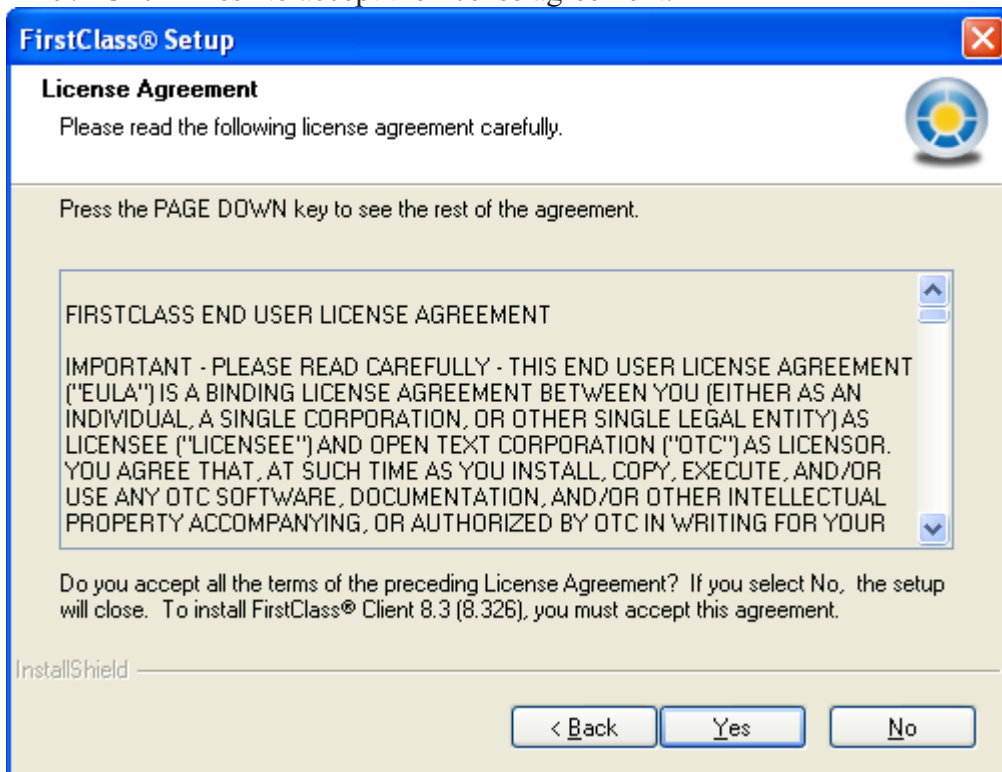 to accept the license agreement.
FirstClass® Setup
License Agreement
Please read the following license agreement carefully.
Press the PAGE DOWN key to see the rest of the agreement.
FIRSTCLASS END USER LICENSE AGREEMENT
IMPORTANT - PLEASE READ CAREFULLY - THIS END USER LICENSE AGREEMENT
("EULA") IS A BINDING LICENSE AGREEMENT BETWEEN YOU (EITHER AS AN
INDIVIDUAL, A SINGLE CORPORATION, OR OTHER SINGLE LEGAL ENTITY) AS
LICENSEE ("LICENSEE") AND OPEN TEXT CORPORATION ("OTC") AS LICENSOR.
YOU AGREE THAT, AT SUCH TIME AS YOU INSTALL, COPY, EXECUTE, AND/OR
USE ANY OTC SOFTWARE, DOCUMENTATION, AND/OR OTHER INTELLECTUAL
PROPERTY ACCOMPANYING, OR AUTHORIZED BY OTC IN WRITING FOR YOUR
Do you accept all the terms of the preceding License Agreement?  If you select No,  the setup
will close.  To install FirstClass® Client 8.3 (8.326), you must accept this agreement.
InstallShield
< Back Yes No